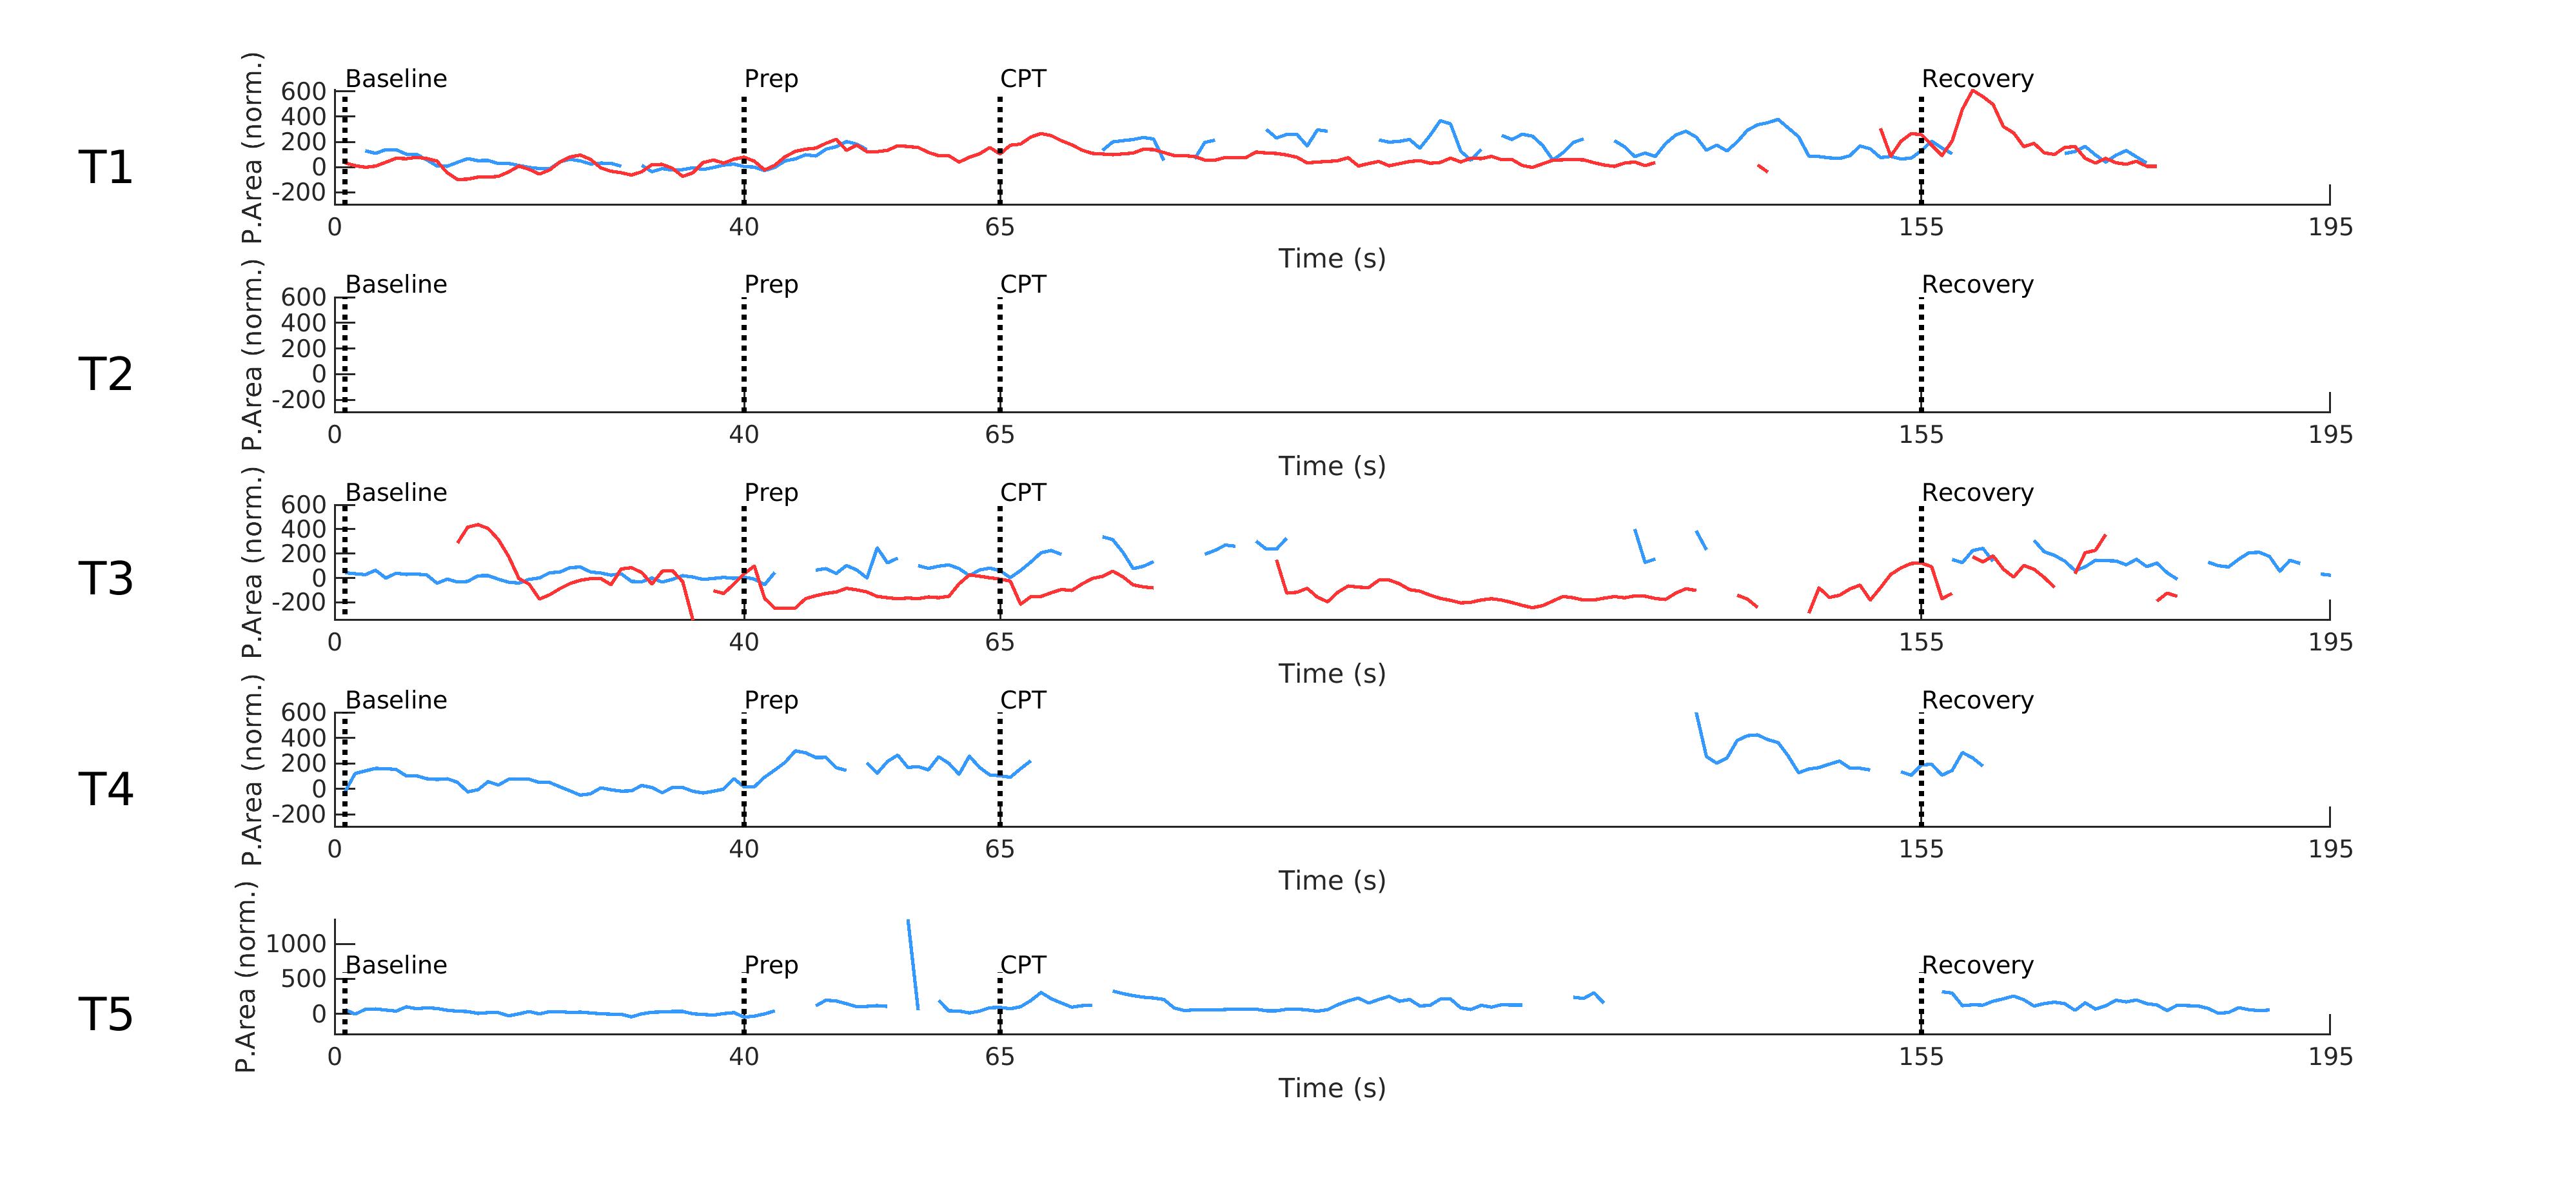 T1
P.Area (norm.)
600
400
200
0
-200
Baseline
Prep
CPT
Recovery
0 40 65 155 195
Time (s)
T2
P.Area (norm.)
600
400
200
0
-200
Baseline
Prep
CPT
Recovery
0 40 65 155 195
Time (s)
T3
P.Area (norm.)
600
400
200
0
-200
Baseline
Prep
CPT
Recovery
0 40 65 155 195
Time (s)
T4
P.Area (norm.)
600
400
200
0
-200
Baseline
Prep
CPT
Recovery
0 40 65 155 195
Time (s)
T5
P.Area (norm.)
1000
500
0
Baseline
Prep
CPT
Recovery
0 40 65 155 195
Time (s)